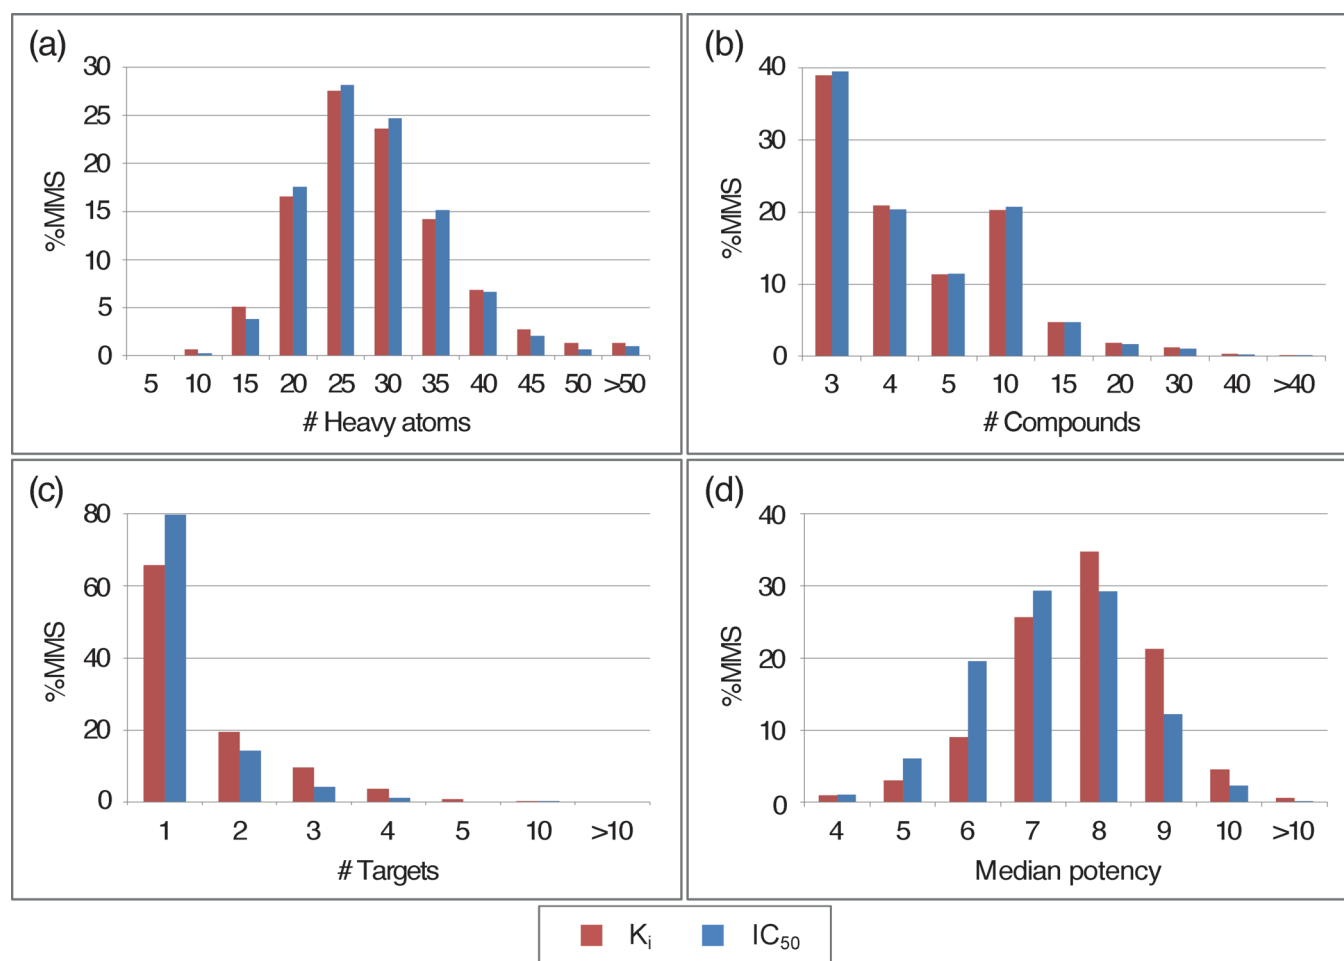 (a)
30
25
20
15
10
5
0
%MMS
5 10 15 20 25 30 35 40 45 50 >50
# Heavy atoms
(b)
40
30
20
10
0
%MMS
3 4 5 10 15 20 30 40 >40
# Compounds
(c)
80
60
40
20
0
%MMS
1 2 3 4 5 10 >10
# Targets
(d)
40
30
20
10
0
%MMS
4 5 6 7 8 9 10 >10
Median potency
Ki IC50